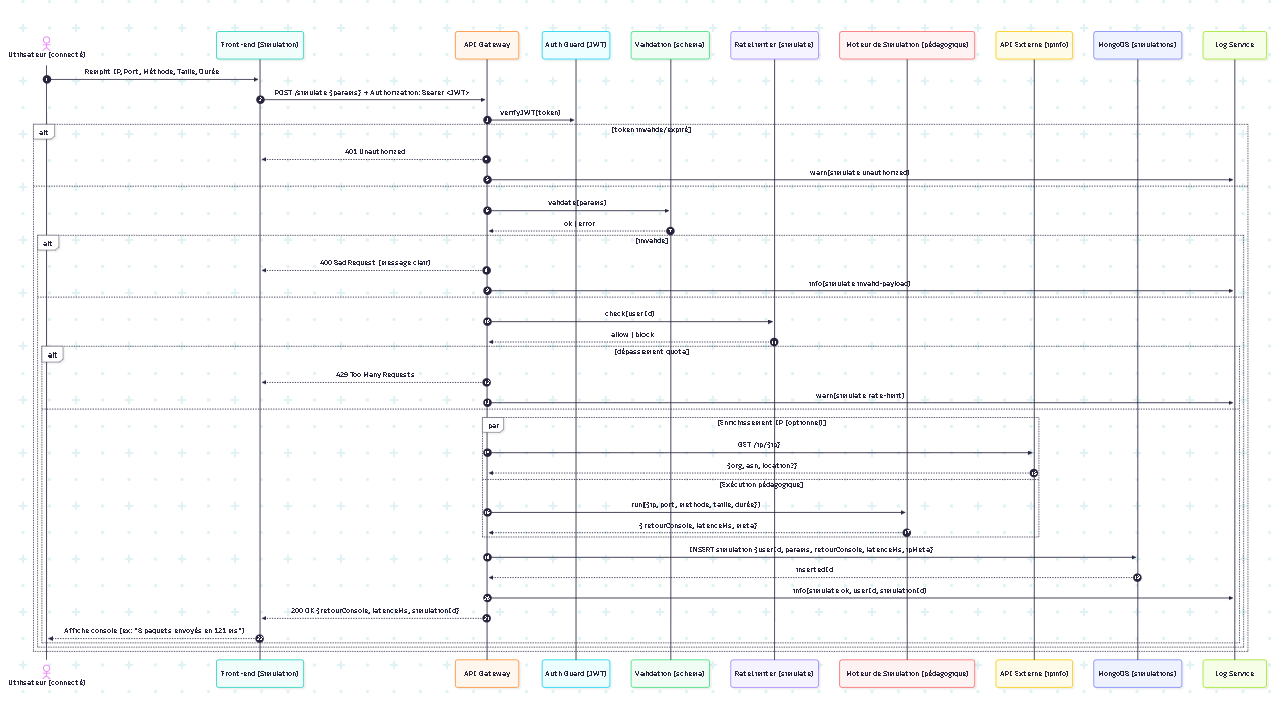 Utilisateur (connecté)
Front-end (Simulation)
API Gateway
Auth Guard (JWT)
Validation (schema)
RateLimiter (simulate)
Moteur de Simulation (pédagogique)
API Externe (ipinfo)
MongoDB (simulations)
Log Service
1
Remplit IP, Port, Méthode, Taille, Durée
2
POST /simulate {params} + Authorization: Bearer <JWT>
3
verifyJWT(token)
alt
[token invalide/expiré]
4
401 Unauthorized
5
warn(simulate unauthorized)
6
validate(params)
7
ok | error
alt
[invalide]
8
400 Bad Request (message clair)
9
info(simulate invalid-payload)
10
check(userId)
11
allow | block
alt
[dépassement quota]
12
429 Too Many Requests
13
warn(simulate rate-limit)
par
[Enrichissement IP (optionnel)]
14
GET /ip/{ip}
15
{org, asn, location?}
[Exécution pédagogique]
16
run({ip, port, methode, taille, durée})
17
{ retourConsole, latenceMs, meta}
18
INSERT simulation {userId, params, retourConsole, latenceMs, ipMeta}
19
insertedId
20
info(simulate ok, userId, simulationId)
21
200 OK {retourConsole, latenceMs, simulationId}
22
Affiche console (ex: "8 paquets envoyés en 121 ms")
Utilisateur (connecté)
Front-end (Simulation)
API Gateway
Auth Guard (JWT)
Validation (schema)
RateLimiter (simulate)
Moteur de Simulation (pédagogique)
API Externe (ipinfo)
MongoDB (simulations)
Log Service